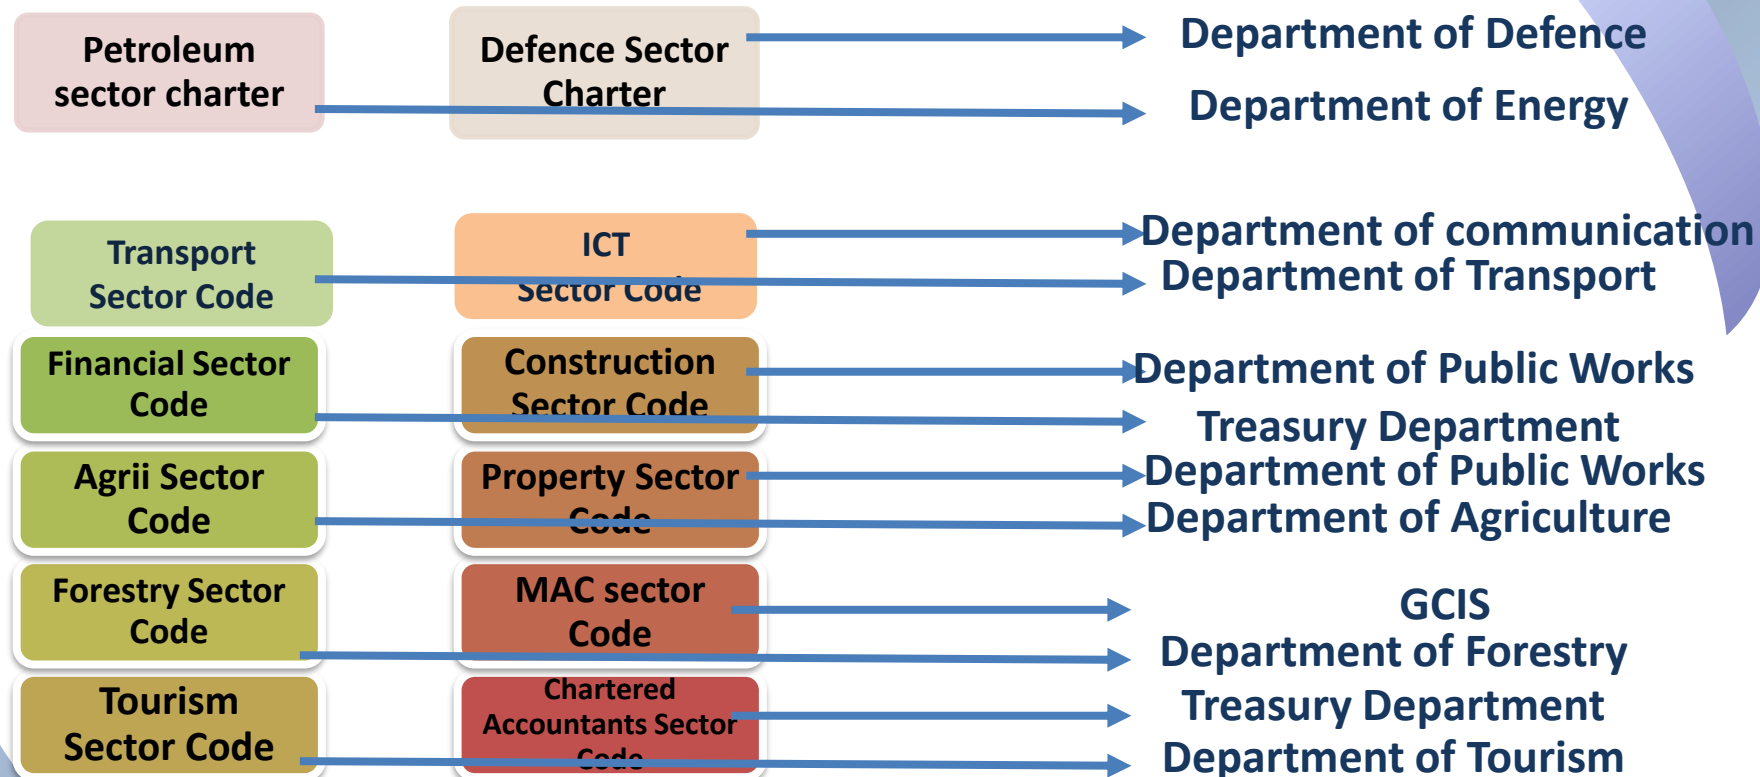 Petroleum
sector charter
Defence Sector
Charter
Department of Defence
Department of Energy
Transport
Sector Code
ICT
Sector Code
Department of communication
Department of Transport
Financial Sector
Code
Construction
Sector Code
Department of Public Works
Treasury Department
Agrii Sector
Code
Property Sector
Code
Department of Public Works
Department of Agriculture
Forestry Sector
Code
MAC sector
Code
GCIS
Department of Forestry
Tourism
Sector Code
Chartered
Accountants Sector
Code
Treasury Department
Department of Tourism